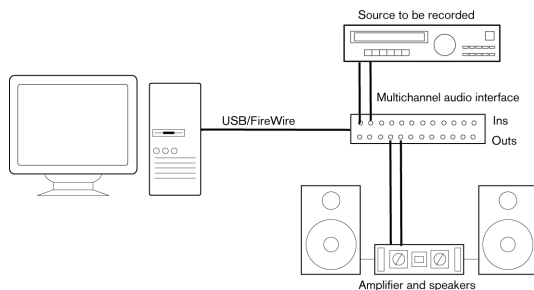 Source to be recorded
Multichannel audio interface
USB/FireWire
Ins
Outs
Amplifier and speakers